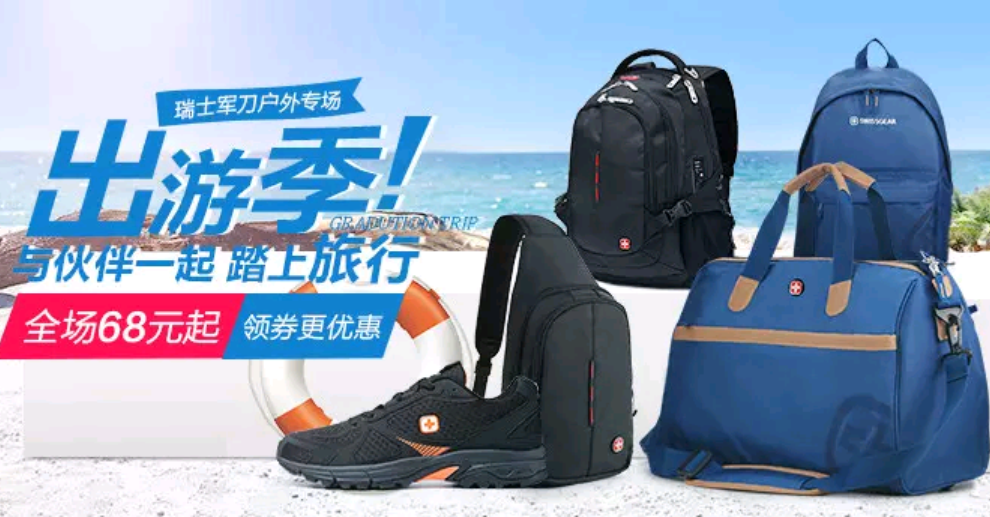 瑞士军刀户外专场
出游季!
GRADUTION TRIP
与伙伴一起 踏上旅行
全场68元起
领券更优惠
SWISSGEAR